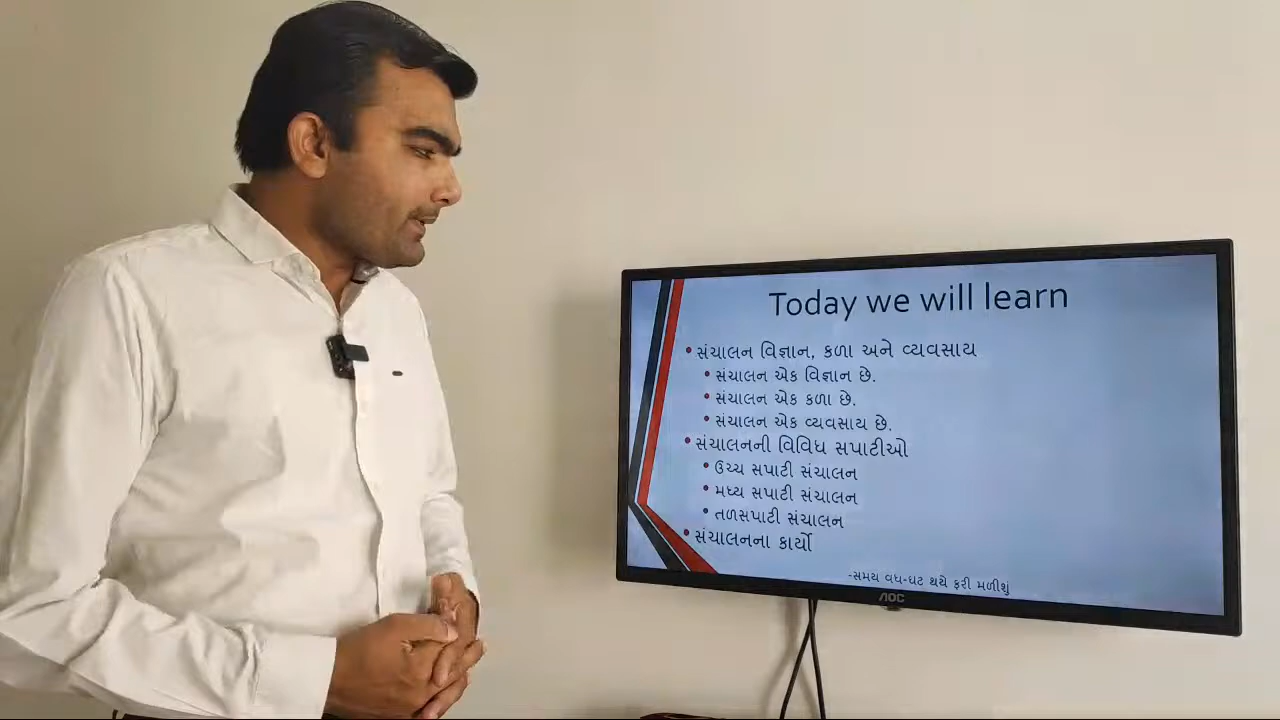 Today we will learn
સંચાલન વિજ્ઞાન, કળા અને વ્યવસાય
સંચાલન એક વિજ્ઞાન છે.
સંચાલન એક કળા છે.
સંચાલન એક વ્યવસાય છે.
સંચાલનની વિવિધ સપાટીઓ
ઉચ્ચ સપાટી સંચાલન
મધ્ય સપાટી સંચાલન
તળસપાટી સંચાલન
સંચાલનના કાર્યો
-સમય વધ-ઘટ થયે ફરી મળીશું
AOC